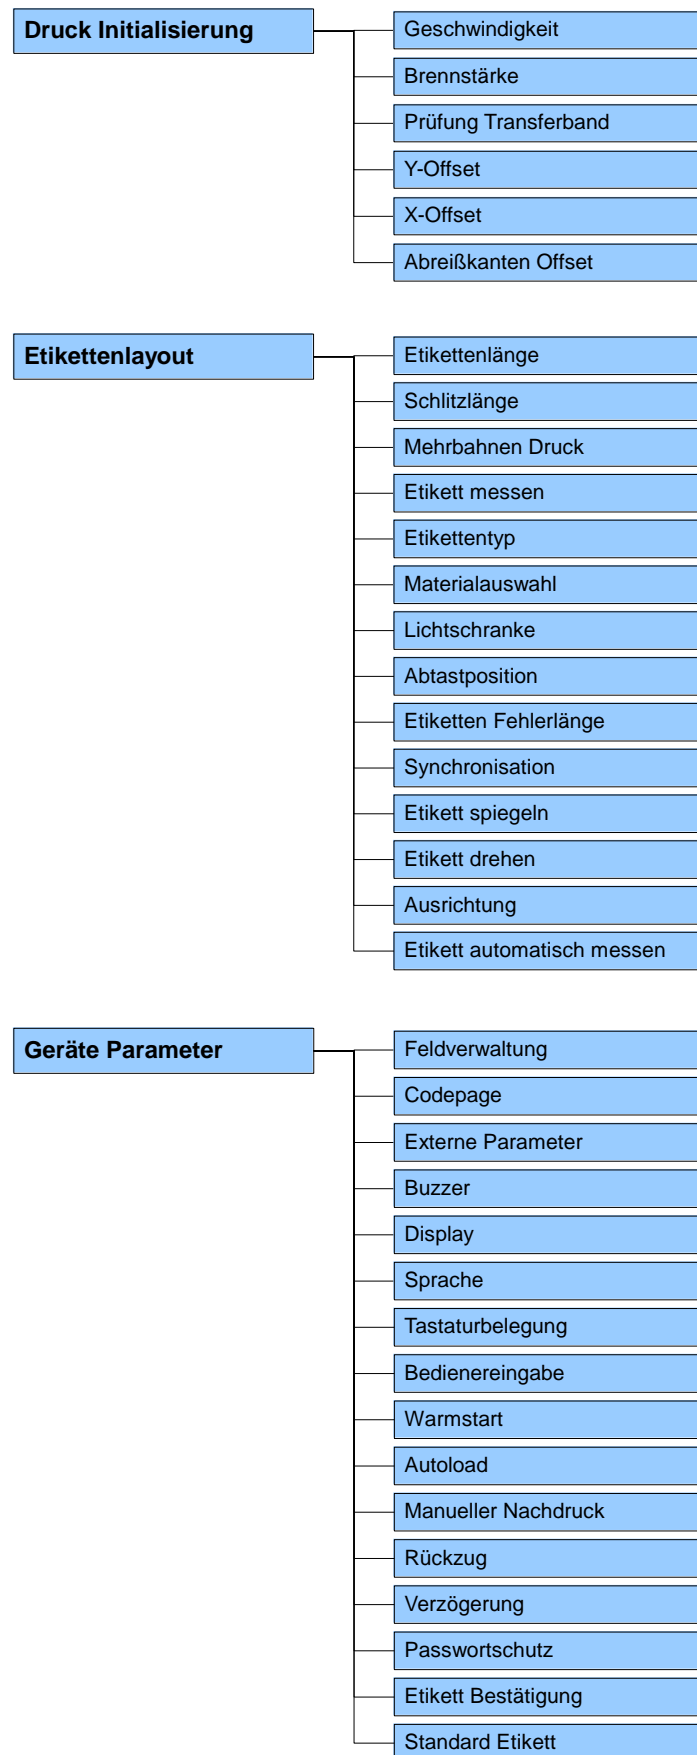 Druck Initialisierung
Geschwindigkeit
Brennstärke
Prüfung Transferband
Y-Offset
X-Offset
Abreißkanten Offset
Etikettenlayout
Etikettenlänge
Schlitzlänge
Mehrbahnen Druck
Etikett messen
Etikettentyp
Materialauswahl
Lichtschranke
Abtastposition
Etiketten Fehlerlänge
Synchronisation
Etikett spiegeln
Etikett drehen
Ausrichtung
Etikett automatisch messen
Geräte Parameter
Feldverwaltung
Codepage
Externe Parameter
Buzzer
Display
Sprache
Tastaturbelegung
Bedienereingabe
Warmstart
Autoload
Manueller Nachdruck
Rückzug
Verzögerung
Passwortschutz
Etikett Bestätigung
Standard Etikett